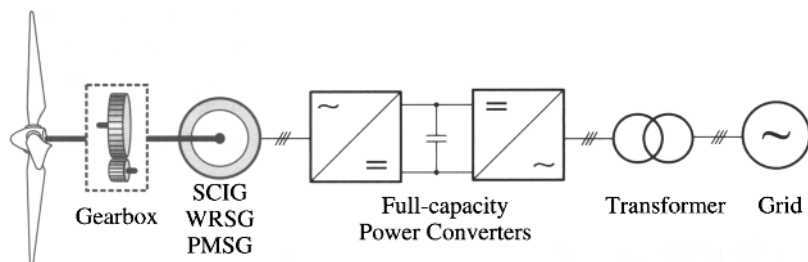 Gearbox
SCIG
WRSG
PMSG
Full-capacity
Power Converters
Transformer
Grid